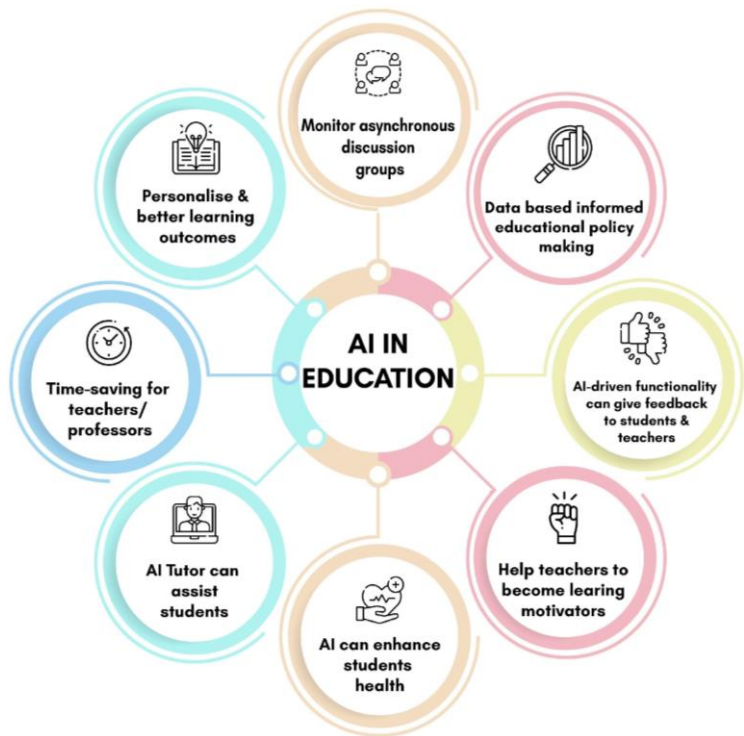 Monitor asynchronous
discussion
groups
Personalise &
better learning
outcomes
Data based informed
educational policy
making
AI IN
EDUCATION
Time-saving for
teachers/
professors
AI-driven functionality
can give feedback
to students &
teachers
AI Tutor can
assist
students
Help teachers to
become learing
motivators
AI can enhance
students
health